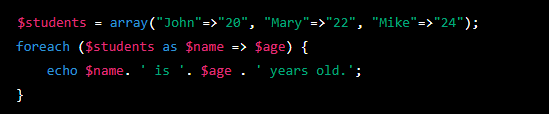 $students = array("John"=>"20", "Mary"=>"22", "Mike"=>"24");
foreach ($students as $name => $age) {
    echo $name. ' is '. $age . ' years old.';
}